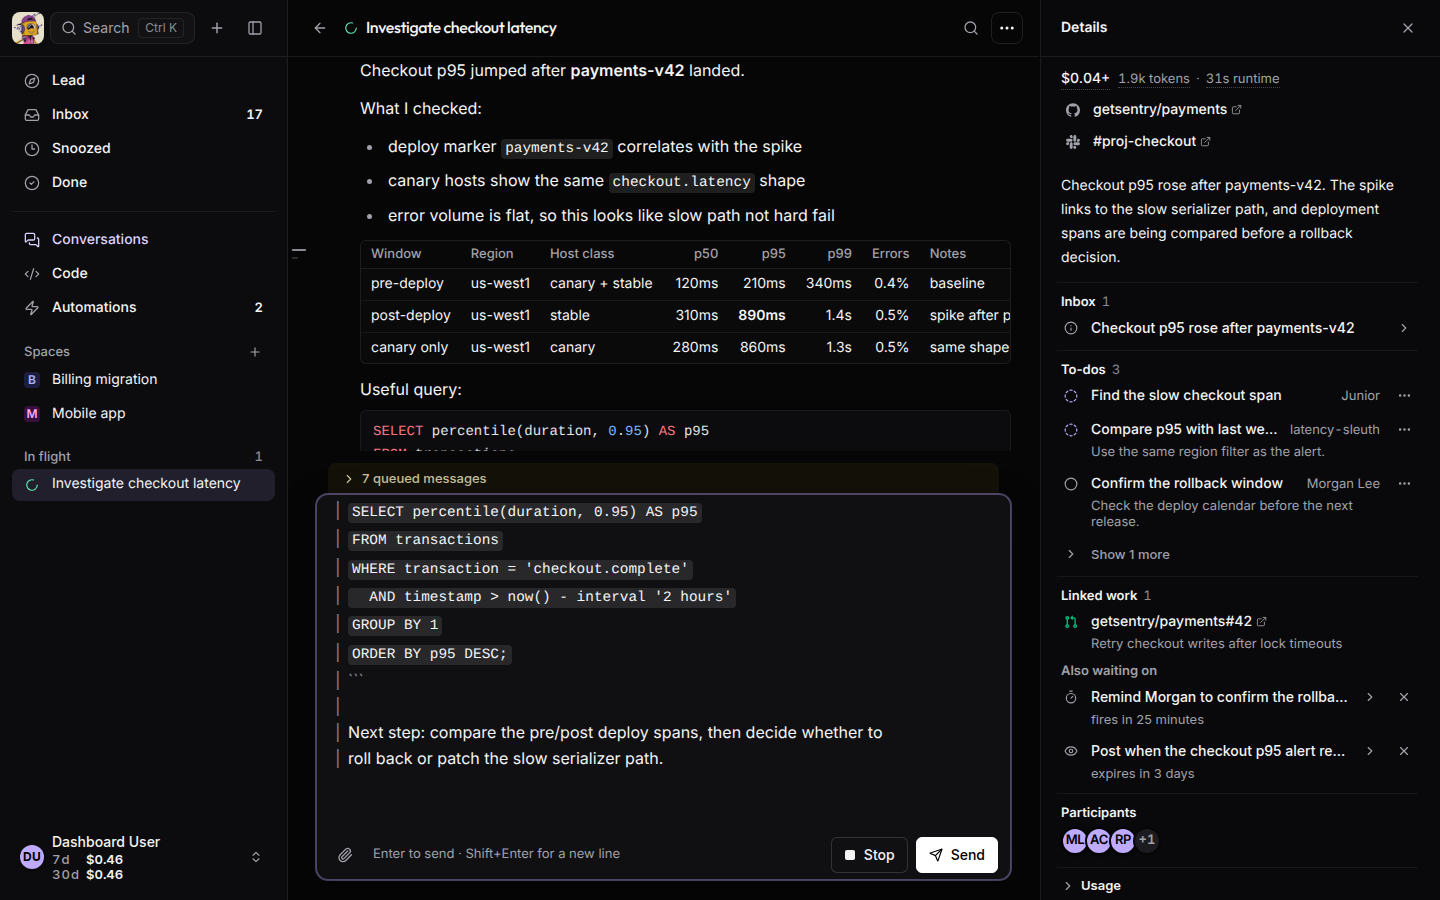 Search Ctrl K
Lead
Inbox 17
Snoozed
Done
Conversations
Code
Automations 2
Spaces
B Billing migration
M Mobile app
In flight 1
Investigate checkout latency
DU Dashboard User
7d $0.46
30d $0.46
Investigate checkout latency
Checkout p95 jumped after payments-v42 landed.
What I checked:
deploy marker payments-v42 correlates with the spike
canary hosts show the same checkout.latency shape
error volume is flat, so this looks like slow path not hard fail
Window Region Host class p50 p95 p99 Errors Notes
pre-deploy us-west1 canary + stable 120ms 210ms 340ms 0.4% baseline
post-deploy us-west1 stable 310ms 890ms 1.4s 0.5% spike after p
canary only us-west1 canary 280ms 860ms 1.3s 0.5% same shape
Useful query:
SELECT percentile(duration, 0.95) AS p95
FROM transactions
7 queued messages
SELECT percentile(duration, 0.95) AS p95
FROM transactions
WHERE transaction = 'checkout.complete'
AND timestamp > now() - interval '2 hours'
GROUP BY 1
ORDER BY p95 DESC;
```
Next step: compare the pre/post deploy spans, then decide whether to
roll back or patch the slow serializer path.
Enter to send · Shift+Enter for a new line
Stop
Send
Details
$0.04+ 1.9k tokens · 31s runtime
getsentry/payments
#proj-checkout
Checkout p95 rose after payments-v42. The spike
links to the slow serializer path, and deployment
spans are being compared before a rollback
decision.
Inbox 1
Checkout p95 rose after payments-v42
To-dos 3
Find the slow checkout span Junior
Compare p95 with last we... latency-sleuth
Use the same region filter as the alert.
Confirm the rollback window Morgan Lee
Check the deploy calendar before the next
release.
Show 1 more
Linked work 1
getsentry/payments#42
Retry checkout writes after lock timeouts
Also waiting on
Remind Morgan to confirm the rollba...
fires in 25 minutes
Post when the checkout p95 alert re...
expires in 3 days
Participants
ML AC RP +1
Usage